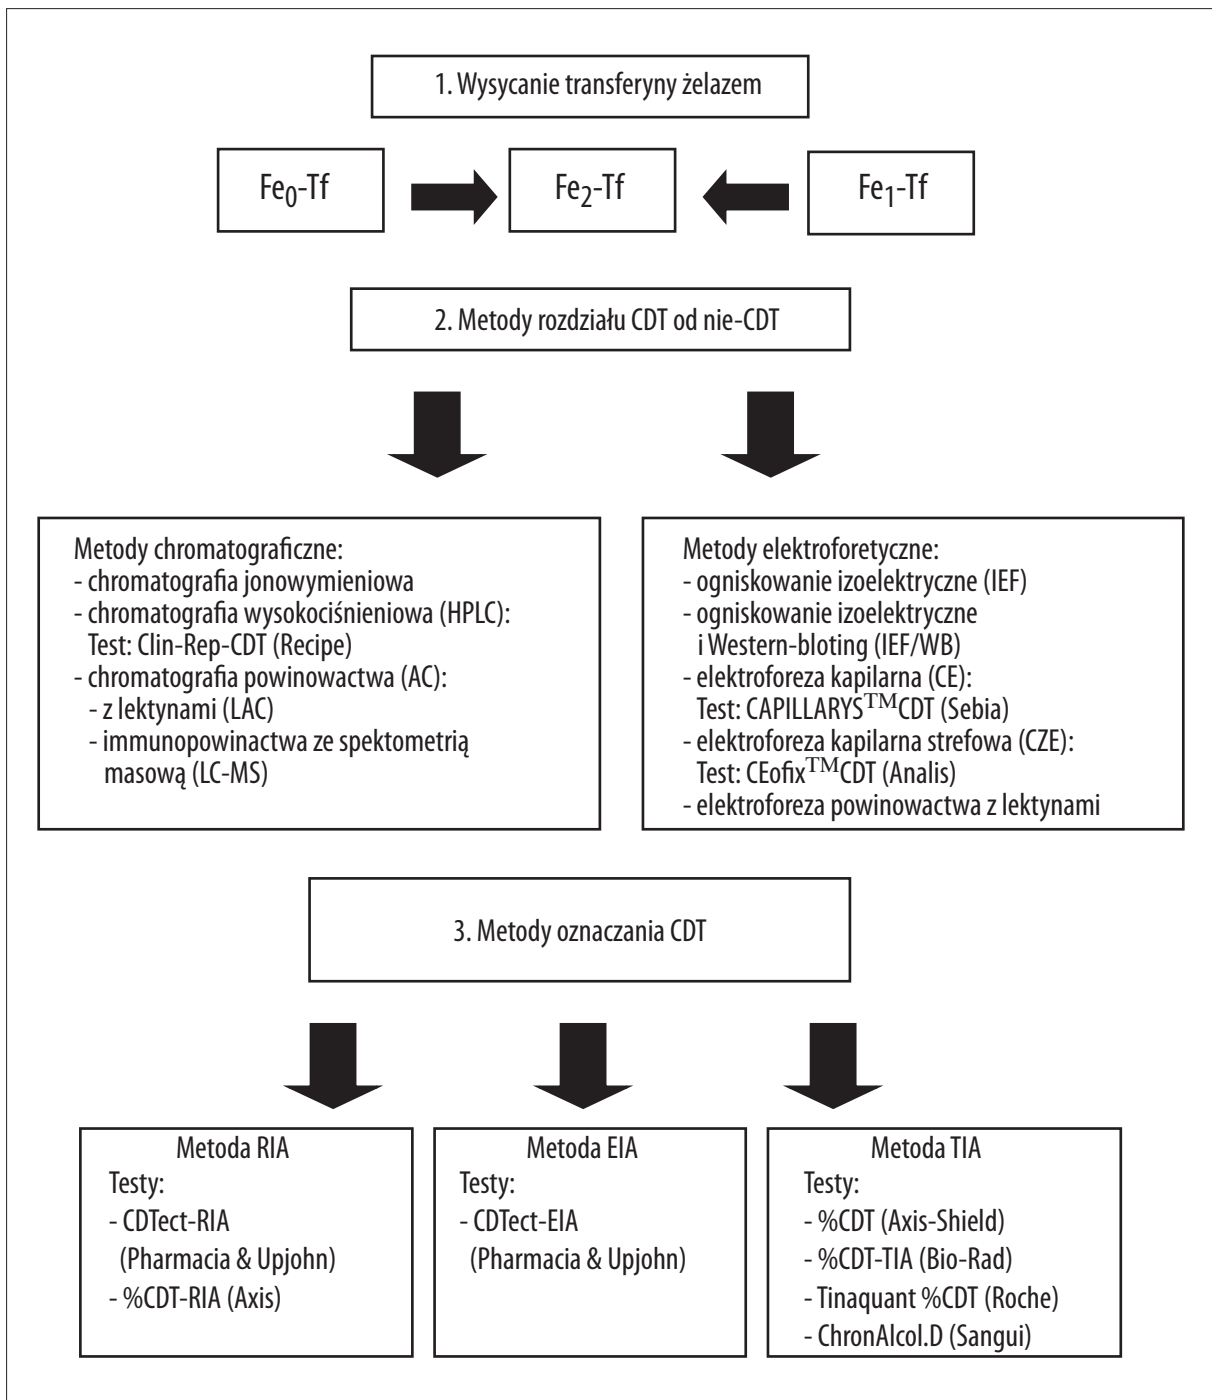 1. Wysycanie transferyny żelazem
Fe0-Tf
Fe2-Tf
Fe1-Tf
2. Metody rozdziału CDT od nie-CDT
Metody chromatograficzne:
- chromatografia jonowymieniowa
- chromatografia wysokociśnieniowa (HPLC):
Test: Clin-Rep-CDT (Recipe)
- chromatografia powinowactwa (AC):
- z lektynami (LAC)
- immunopowinactwa ze spektometrią
masową (LC-MS)
Metody elektroforetyczne:
- ogniskowanie izoelektryczne (IEF)
- ogniskowanie izoelektryczne
i Western-bloting (IEF/WB)
- elektroforeza kapilarna (CE):
Test: CAPILLARYS™CDT (Sebia)
- elektroforeza kapilarna strefowa (CZE):
Test: CEofix™CDT (Analis)
- elektroforeza powinowactwa z lektynami
3. Metody oznaczania CDT
Metoda RIA
Testy:
- CDTect-RIA
(Pharmacia & Upjohn)
- %CDT-RIA (Axis)
Metoda EIA
Testy:
- CDTect-EIA
(Pharmacia & Upjohn)
Metoda TIA
Testy:
- %CDT (Axis-Shield)
- %CDT-TIA (Bio-Rad)
- Tinaquant %CDT (Roche)
- ChronAlcol.D (Sangui)